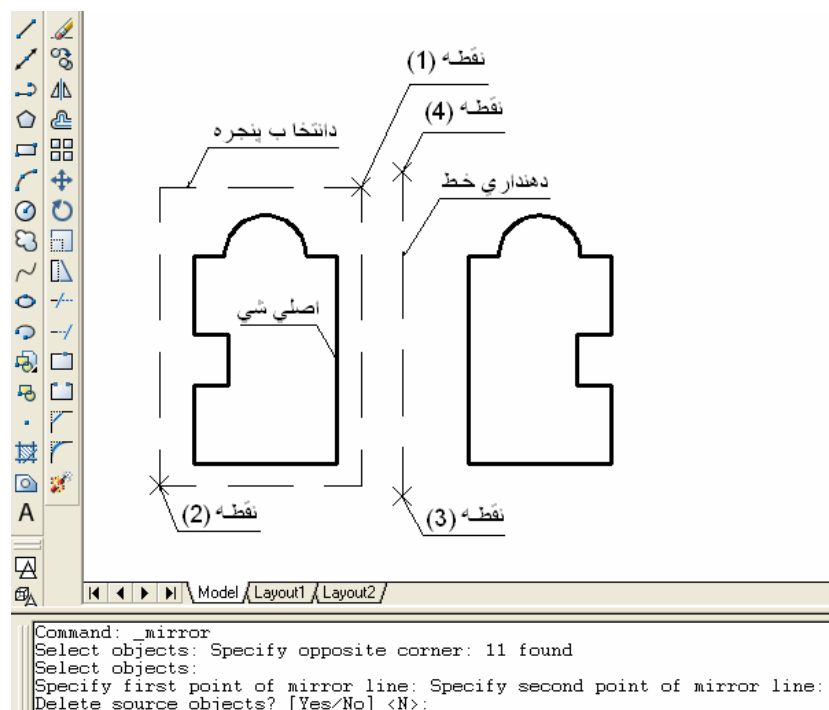 نقطه (1)
نقطه (4)
دانتخا ب پنجره
دهنداري خط
اصلي شي
نقطه (2)
نقطه (3)
A
Model Layout1 Layout2
Command: _mirror
Select objects: Specify opposite corner: 11 found
Select objects:
Specify first point of mirror line: Specify second point of mirror line:
Delete source objects? [Yes/No] <N>: